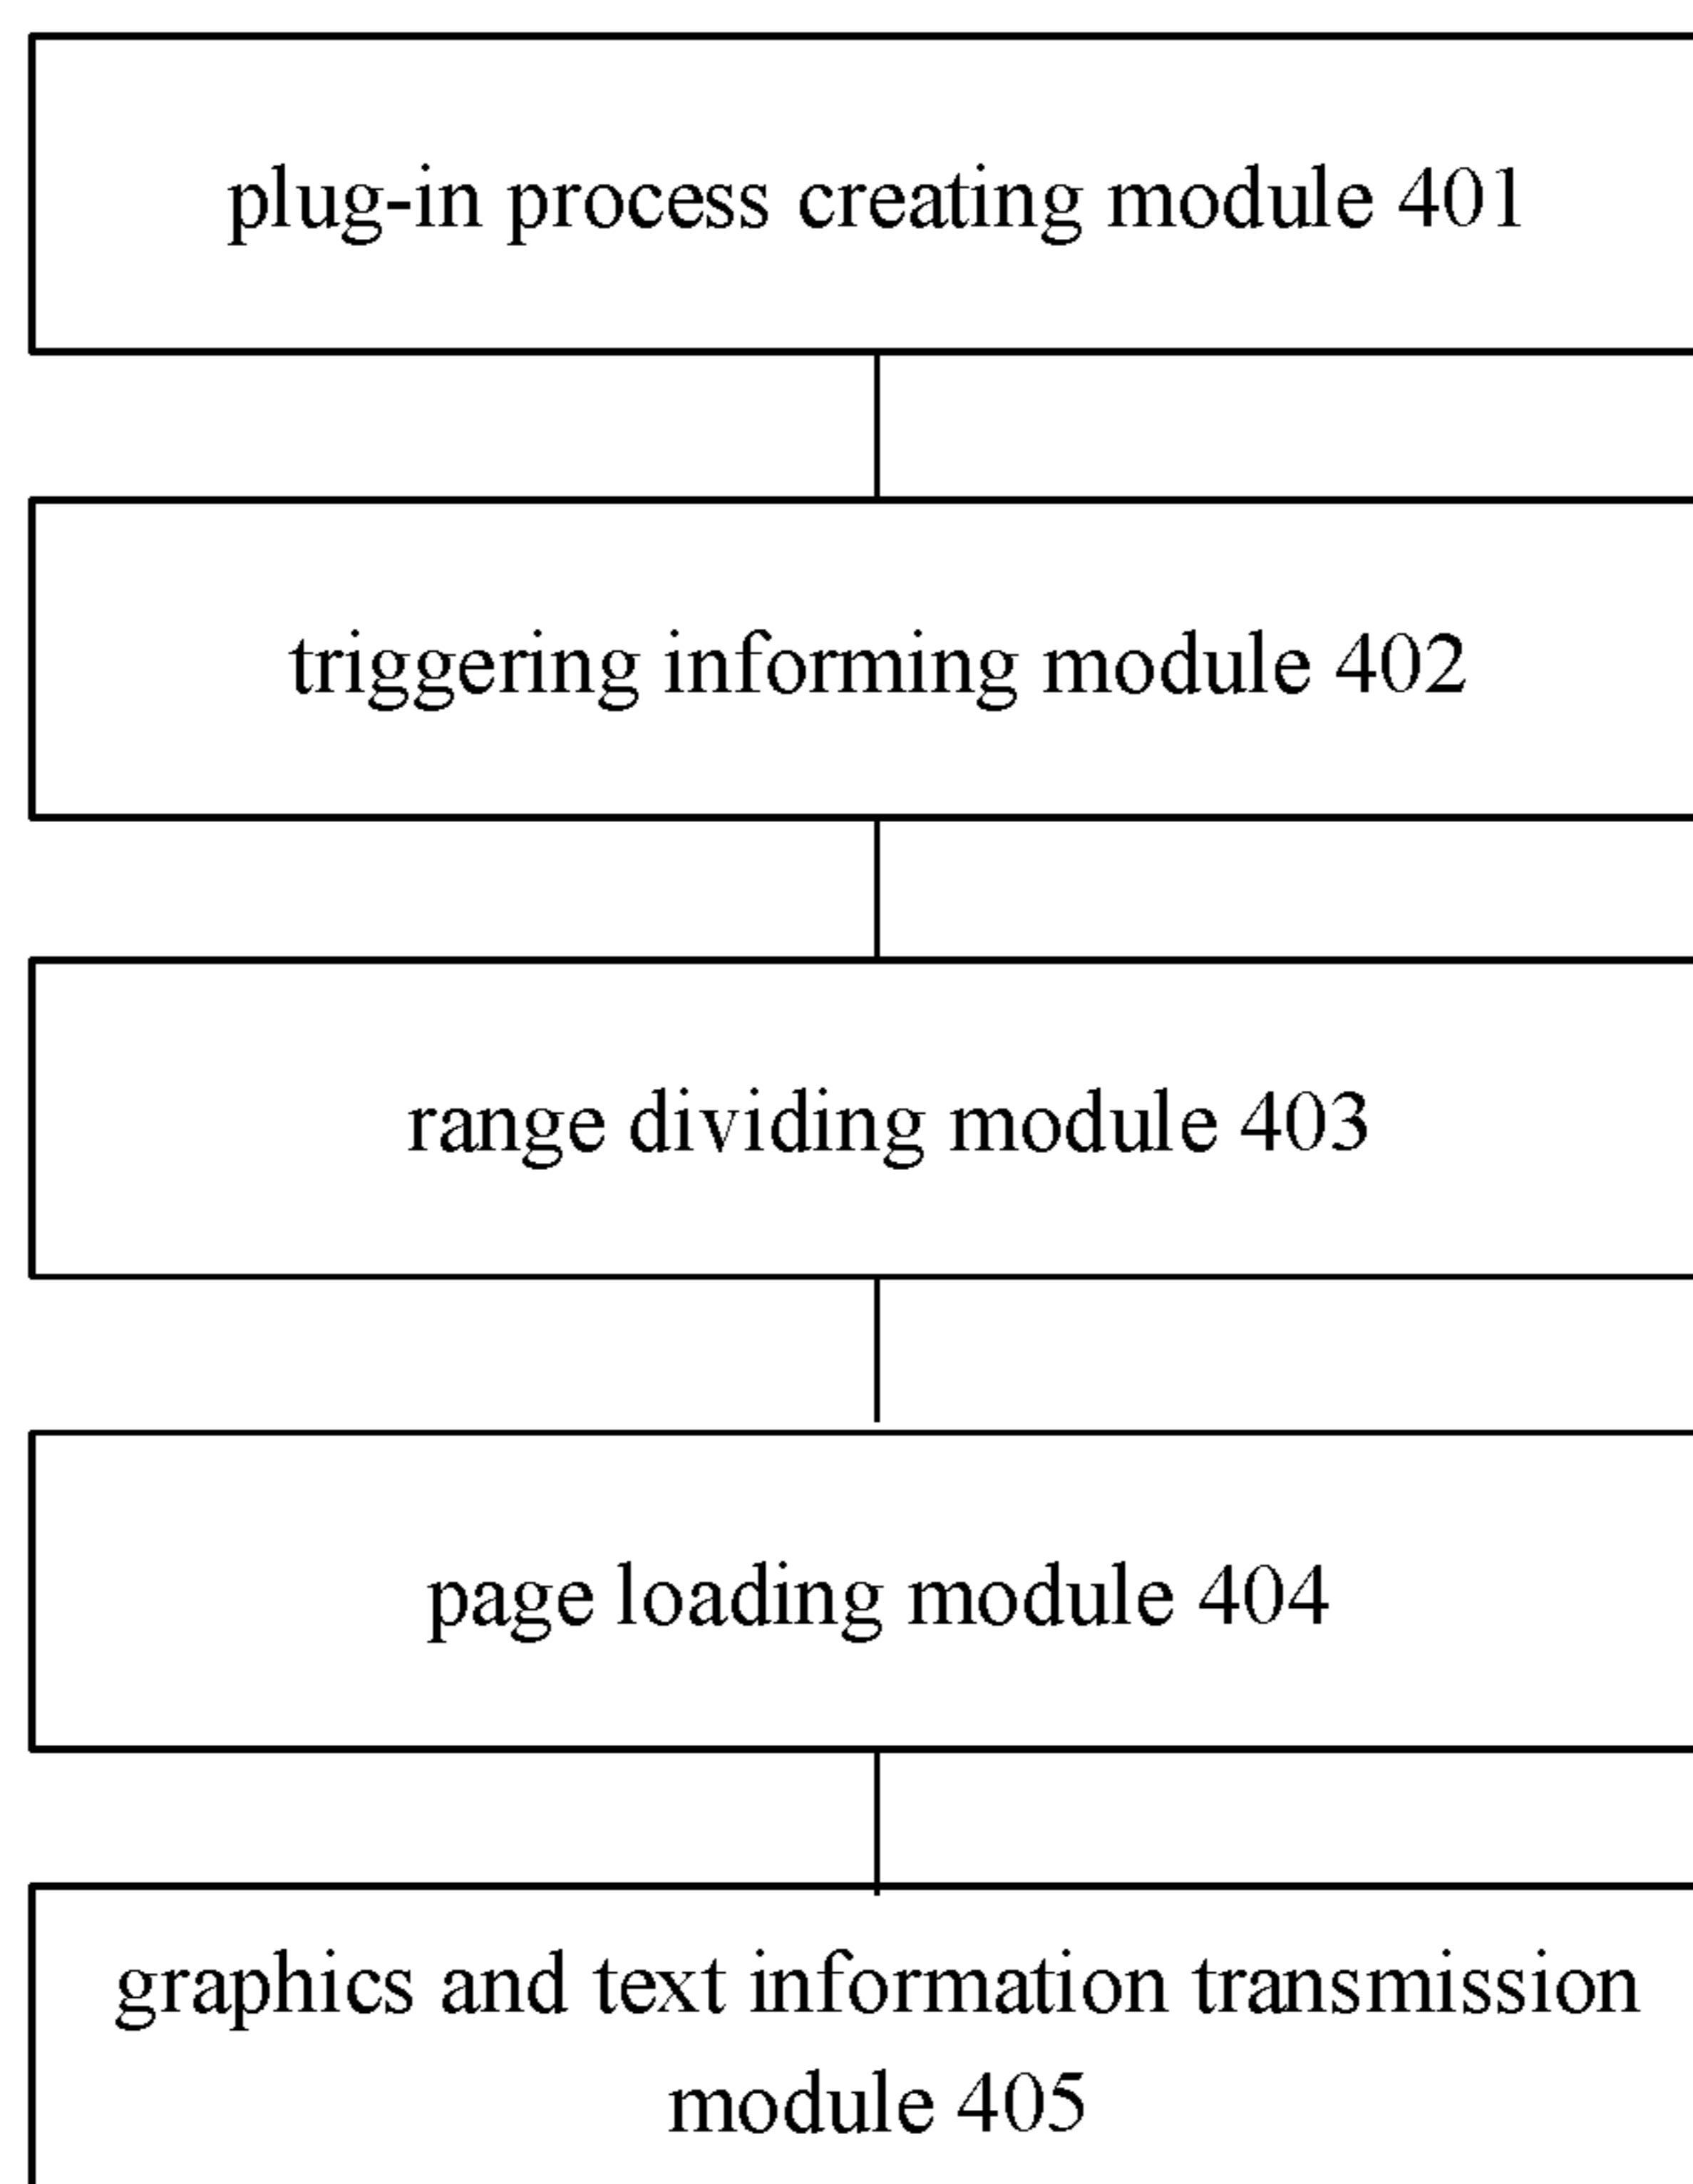 plug-in process creating module 401
triggering informing module 402
range dividing module 403
page loading module 404
graphics and text information transmission
module 405